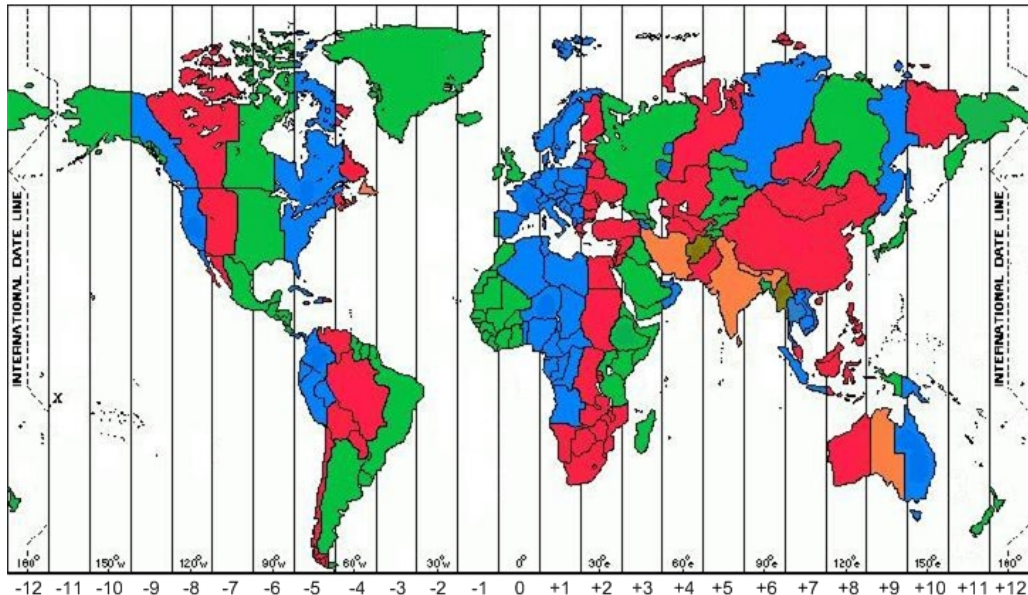 INTERNATIONAL DATE LINE
INTERNATIONAL DATE LINE
X
180° 150°w 120°w 90°w 60°w 30°w 0° 30°e 60°e 90°e 120°e 150°e 180°
-12 -11 -10 -9 -8 -7 -6 -5 -4 -3 -2 -1 0 +1 +2 +3 +4 +5 +6 +7 +8 +9 +10 +11 +12